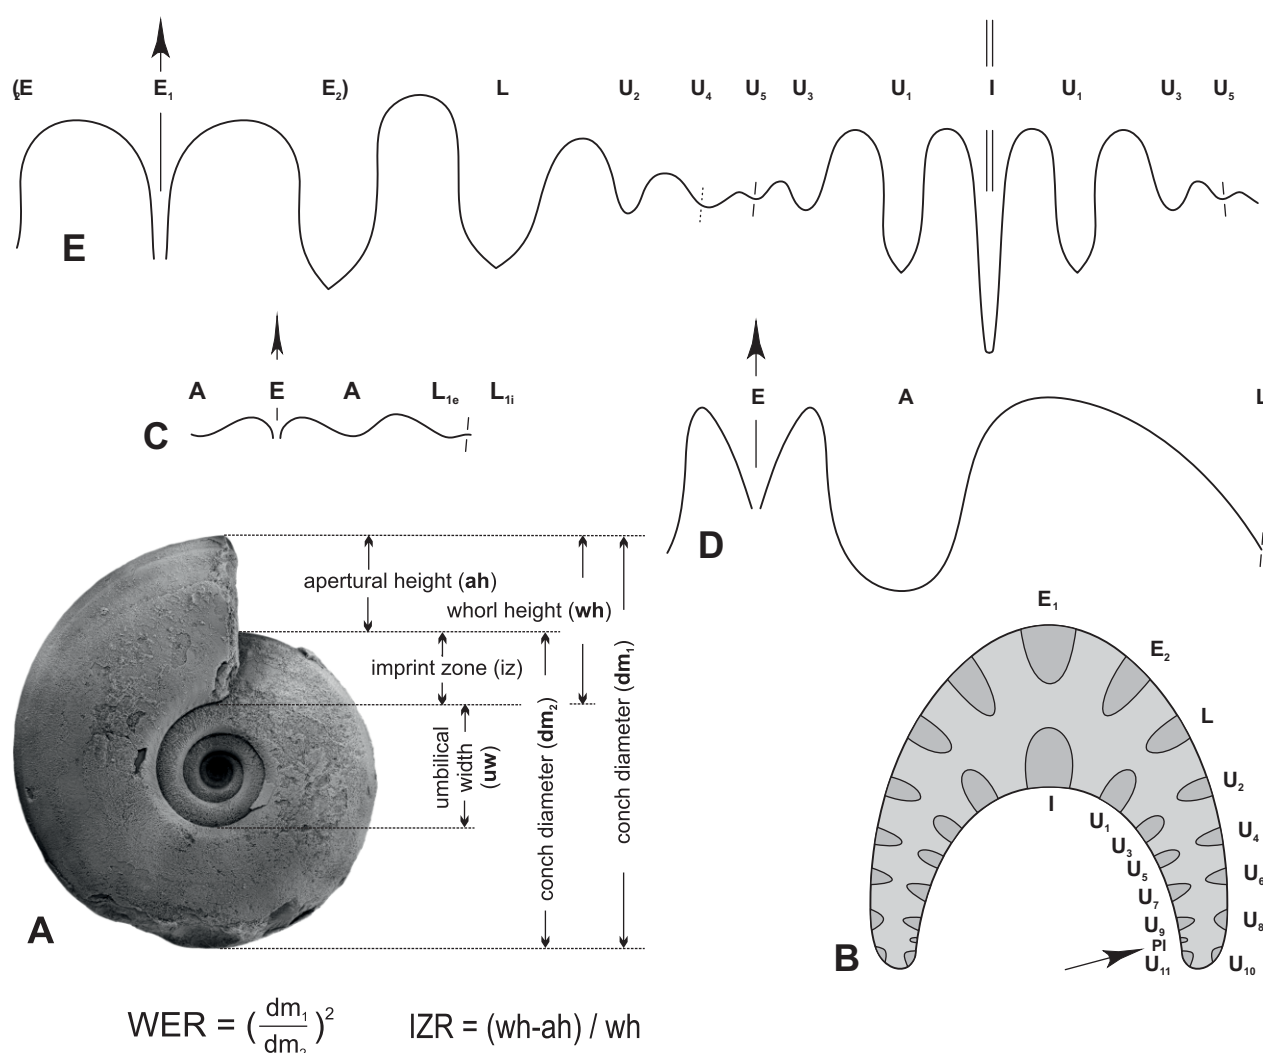 (₂E E₁ E₂) L U₂ U₄ U₅ U₃ U₁ I U₁ U₃ U₅
E
A E A L₁ₑ L₁ᵢ
C
E A L
D
apertural height (ah)
whorl height (wh)
imprint zone (iz)
umbilical
width
(uw)
conch diameter (dm₂)
conch diameter (dm₁)
A
E₁
E₂
L
U₂
U₄
U₆
U₈
U₁₀
I
U₁
U₃
U₅
U₇
U₉
PI
U₁₁
B
WER = (dm₁/dm₂)²
IZR = (wh-ah) / wh